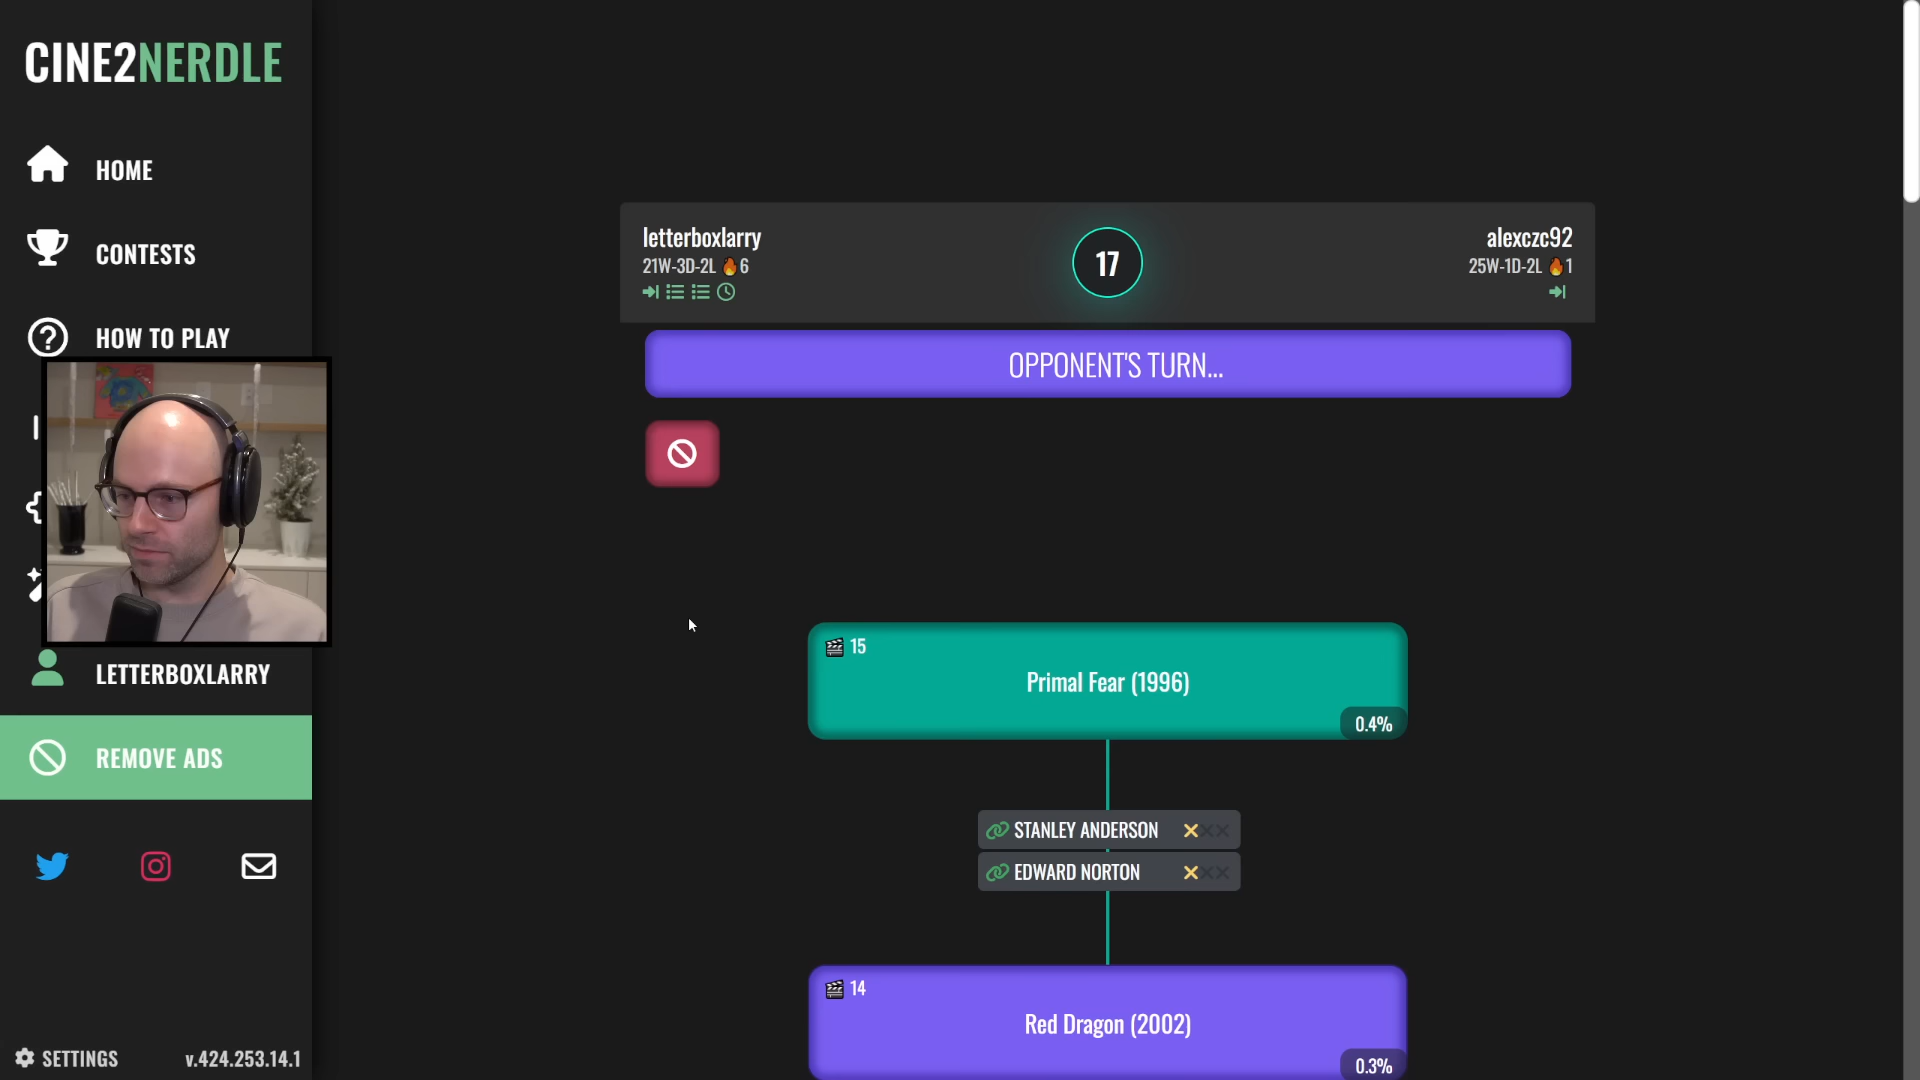 CINE2NERDLE
HOME
CONTESTS
HOW TO PLAY
LETTERBOXLARRY
REMOVE ADS
SETTINGS
v.424.253.14.1
letterboxlarry
21W-3D-2L 🔥6
17
alexczc92
25W-1D-2L 🔥1
OPPONENT'S TURN...
15
Primal Fear (1996)
0.4%
STANLEY ANDERSON
EDWARD NORTON
14
Red Dragon (2002)
0.3%